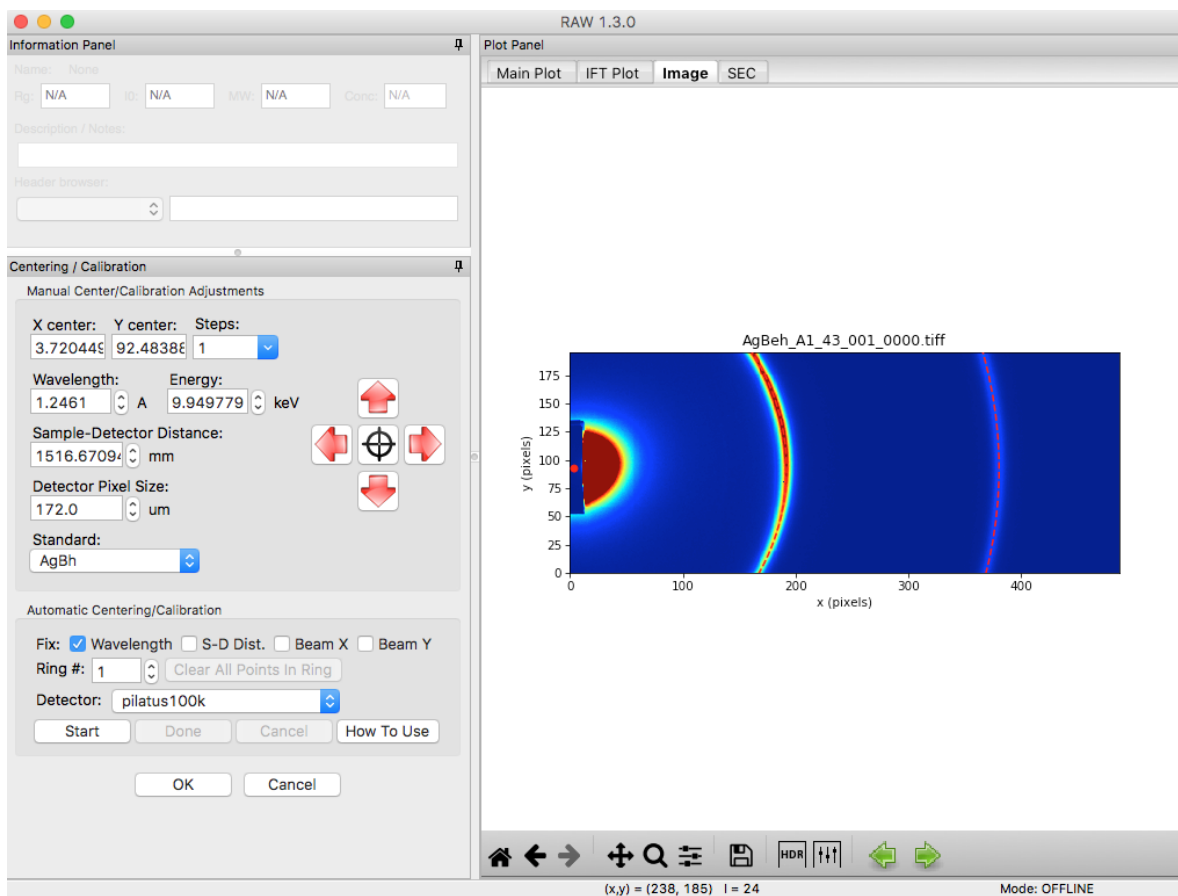 RAW 1.3.0
Information Panel
Name: None
Rg: N/A I0: N/A MW: N/A Conc: N/A
Description / Notes:
Header browser:
Centering / Calibration
Manual Center/Calibration Adjustments
X center: Y center: Steps:
3.720449 92.48388 1
Wavelength: Energy:
1.2461 A 9.949779 keV
Sample-Detector Distance:
1516.67094 mm
Detector Pixel Size:
172.0 um
Standard:
AgBh
Automatic Centering/Calibration
Fix: Wavelength S-D Dist. Beam X Beam Y
Ring #: 1 Clear All Points In Ring
Detector: pilatus100k
Start Done Cancel How To Use
OK Cancel
Plot Panel
Main Plot IFT Plot Image SEC
AgBeh_A1_43_001_0000.tiff
175
150
125
100
75
50
25
0
y (pixels)
0 100 200 300 400
x (pixels)
HDR
(x,y) = (238, 185) I = 24 Mode: OFFLINE